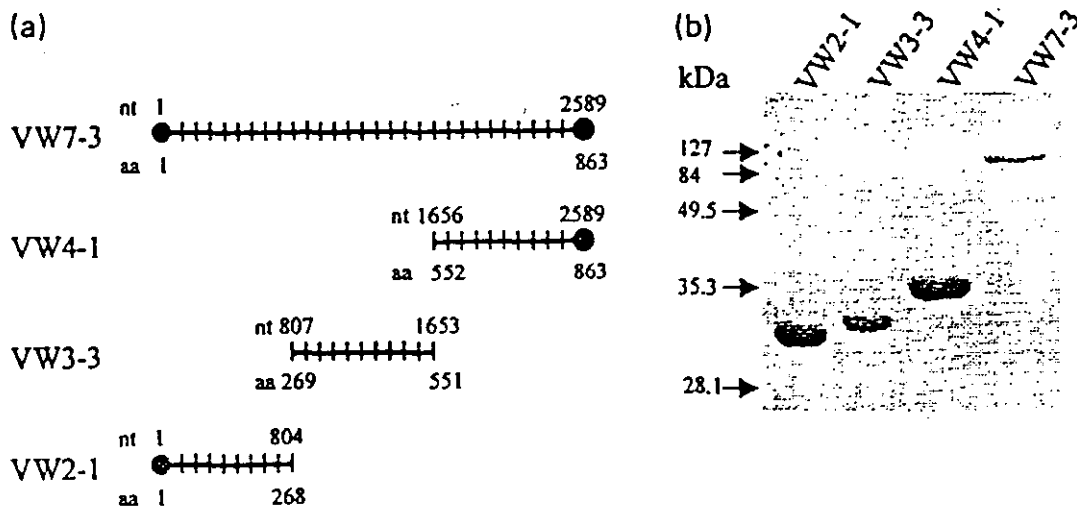 (a)
nt 1 2589
VW7-3
aa 1 863
nt 1656 2589
VW4-1
aa 552 863
nt 807 1653
VW3-3
aa 269 551
nt 1 804
VW2-1
aa 1 268
(b)
VW2-1 VW3-3 VW4-1 VW7-3
kDa
127
84
49.5
35.3
28.1